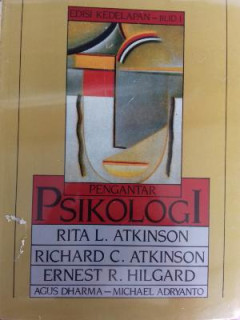 EDISI KEDELAPAN - JILID I
PENGANTAR
PSIKOLOGI
RITA L. ATKINSON
RICHARD C. ATKINSON
ERNEST R. HILGARD
AGUS DHARMA - MICHAEL ADRYANTO